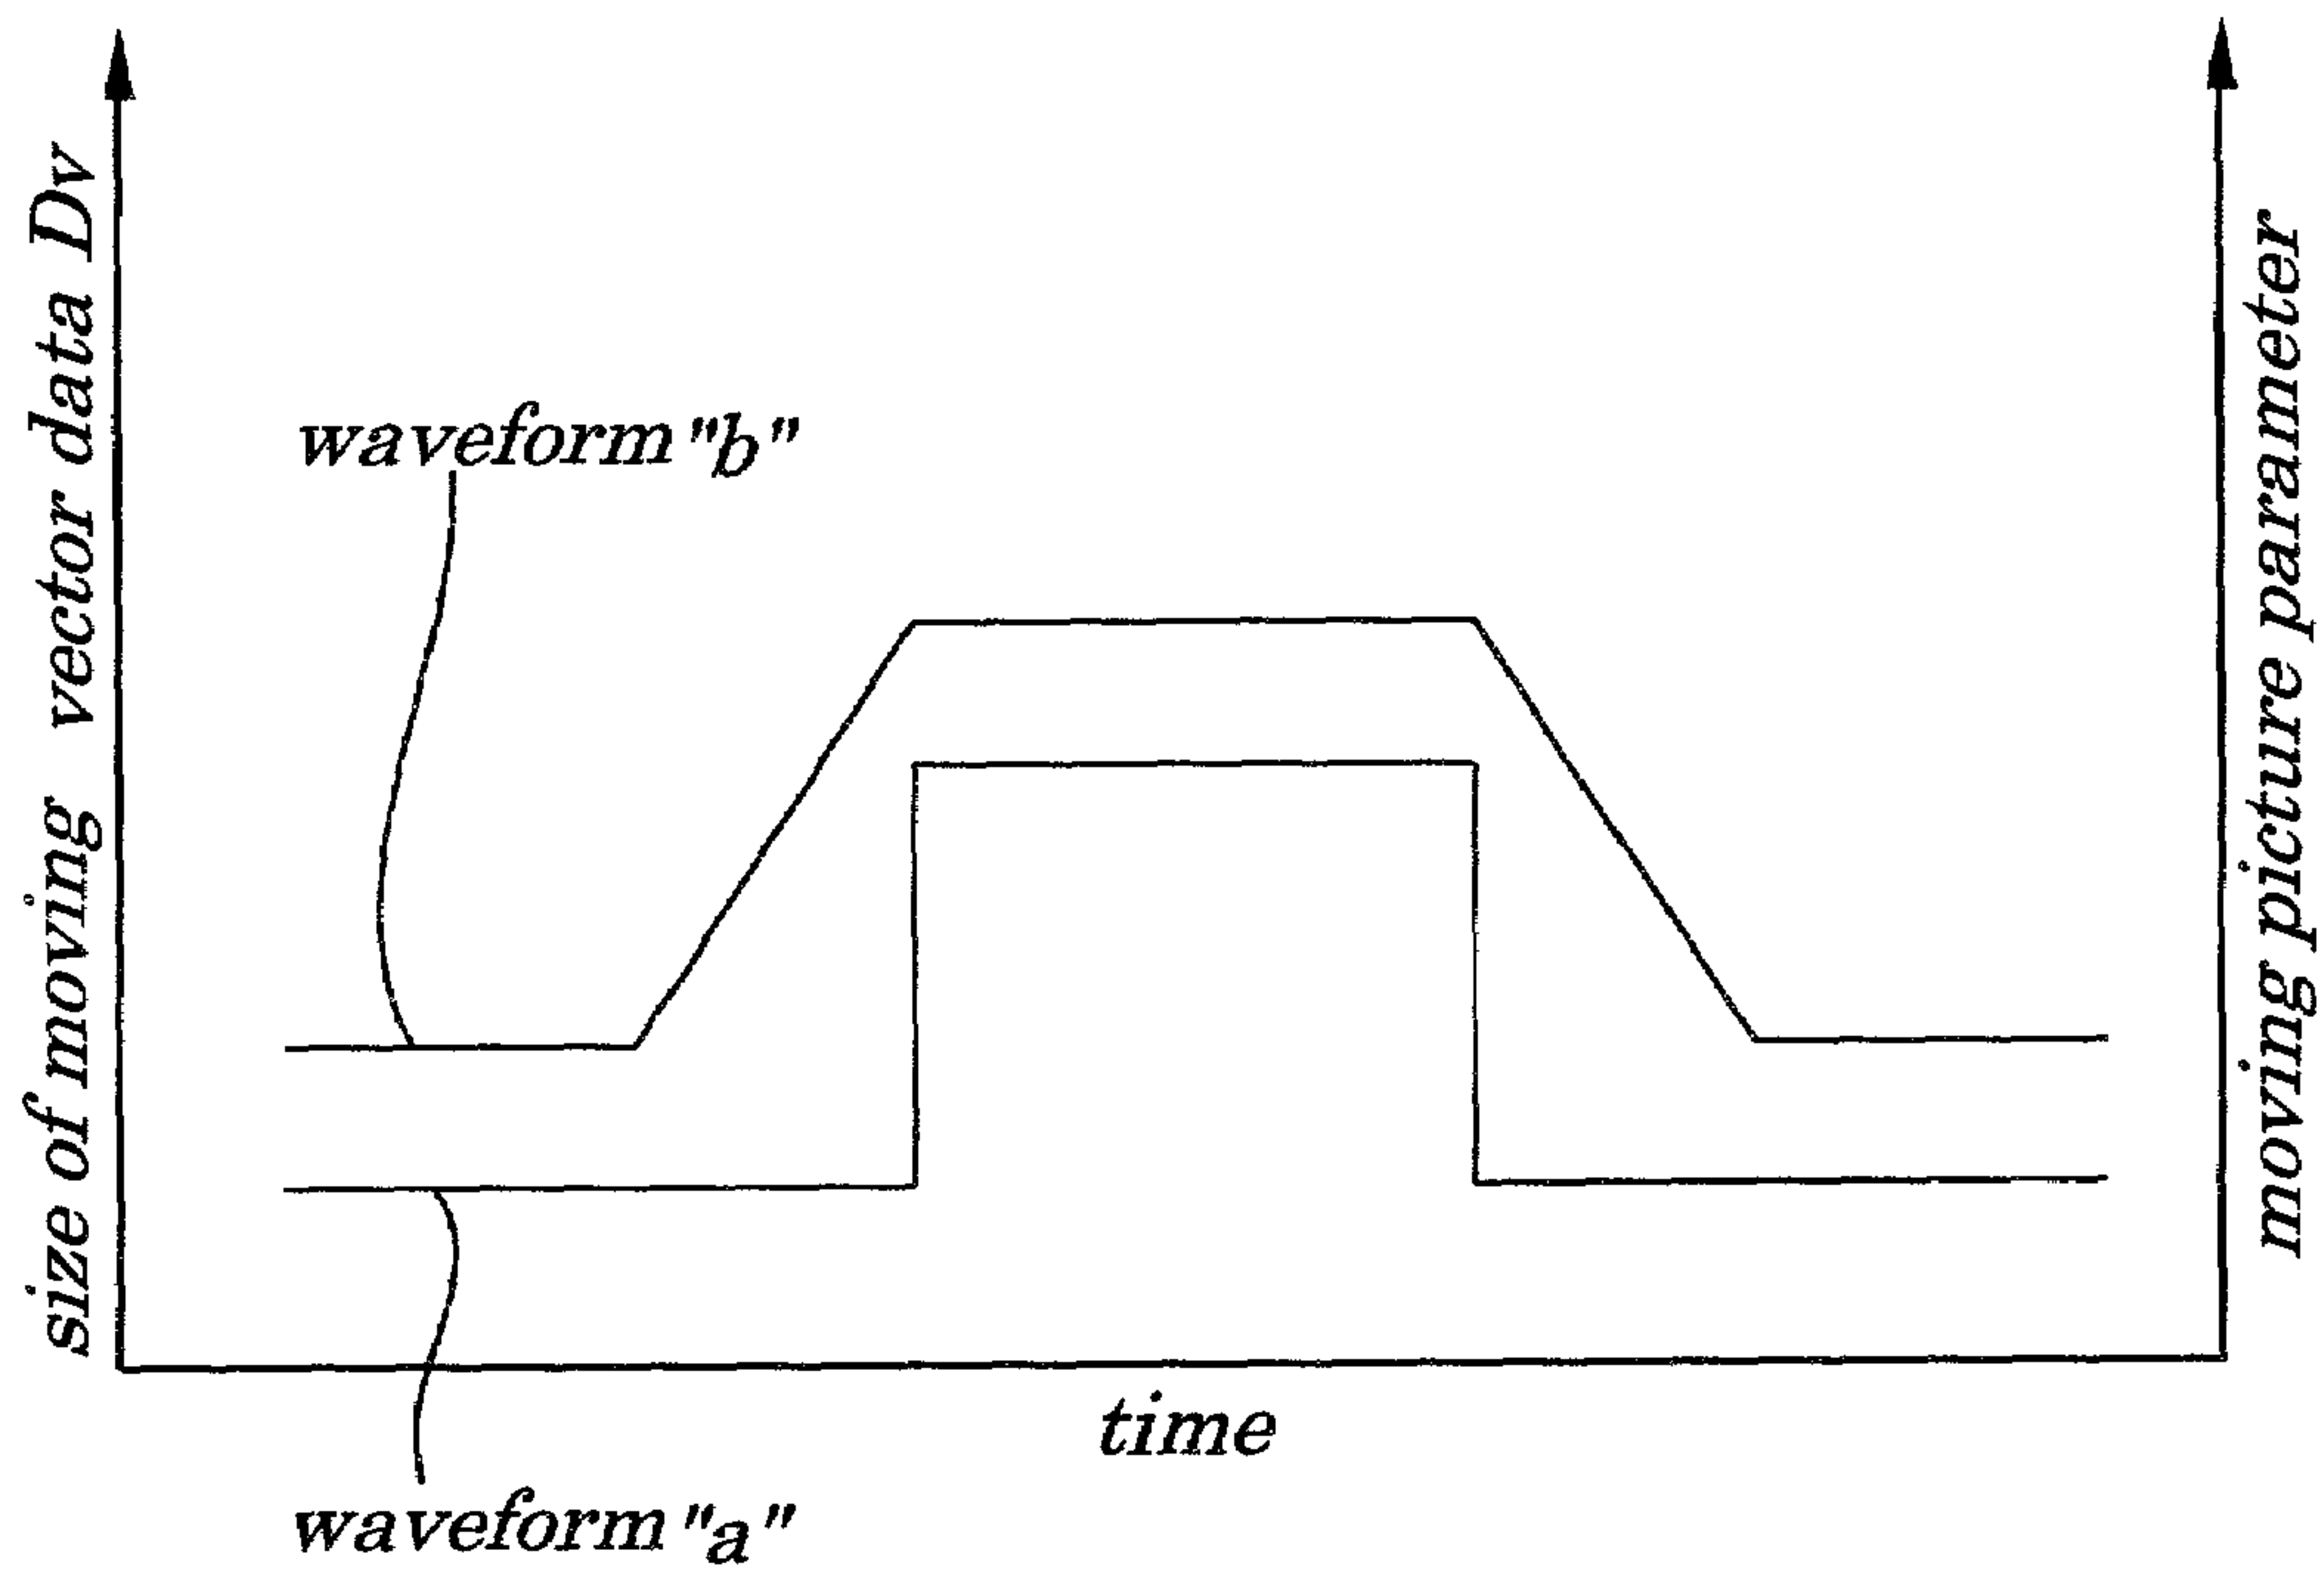 size of moving vector data Dv
waveform "b"
moving picture parameter
time
waveform "a"